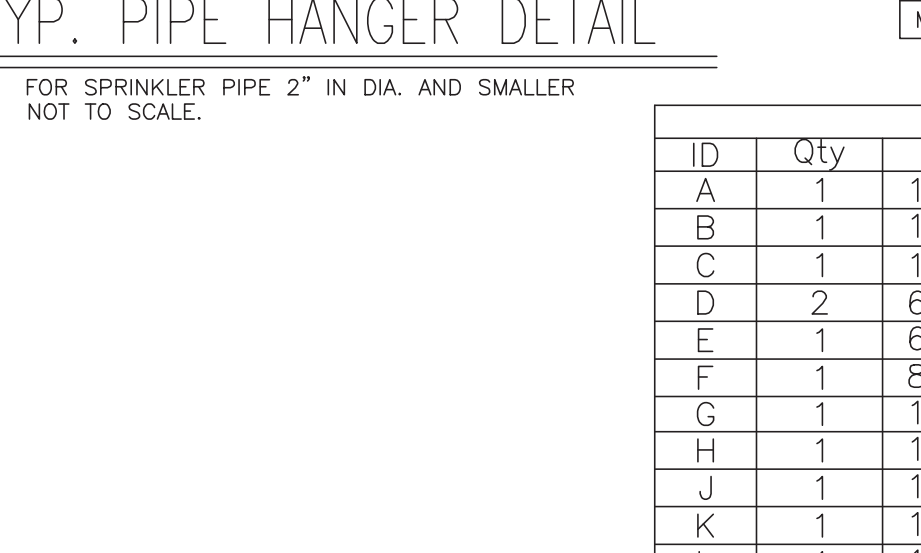 YP. PIPE HANGER DETAIL
FOR SPRINKLER PIPE 2" IN DIA. AND SMALLER
NOT TO SCALE.
ID Qty
A 1 1
B 1 1
C 1 1
D 2 6
E 1 6
F 1 8
G 1 1
H 1 1
J 1 1
K 1 1